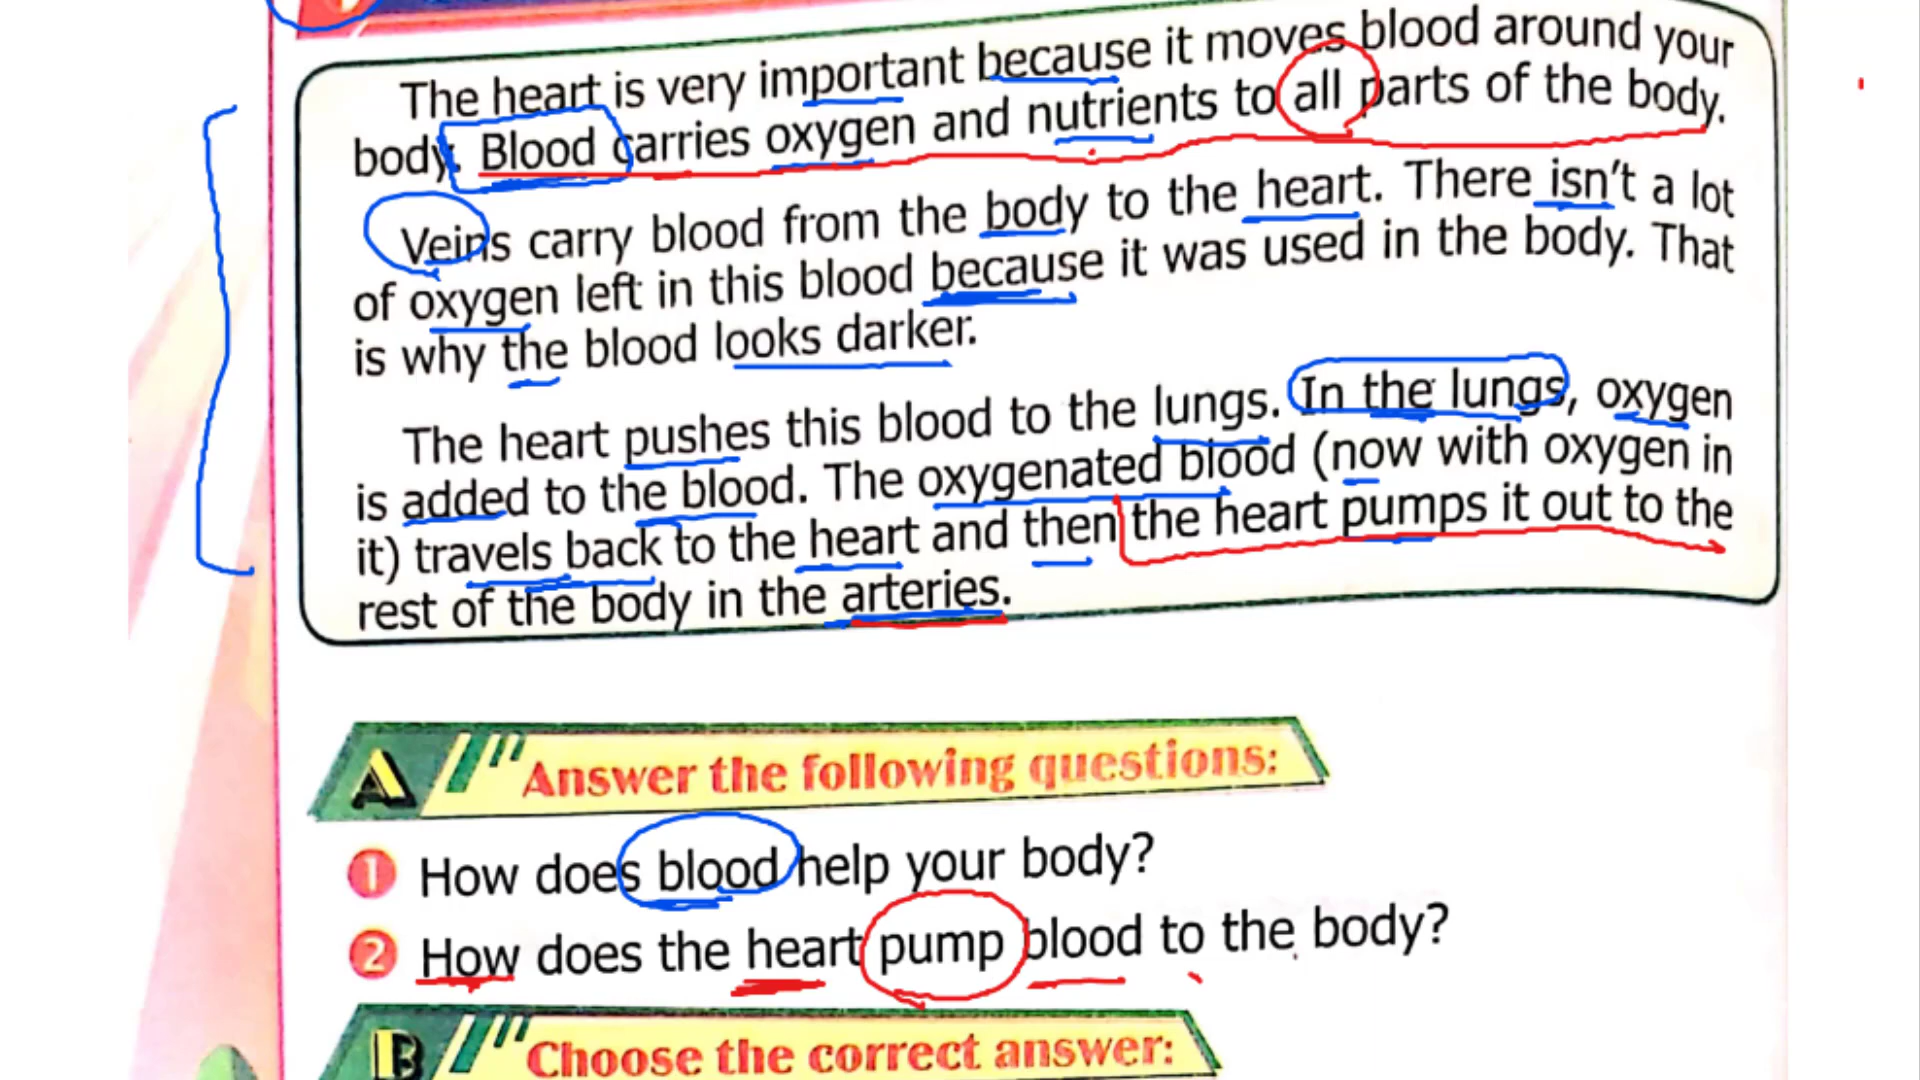 The heart is very important because it moves blood around your
body. Blood carries oxygen and nutrients to all parts of the body.
Veins carry blood from the body to the heart. There isn't a lot
of oxygen left in this blood because it was used in the body. That
is why the blood looks darker.
The heart pushes this blood to the lungs. In the lungs, oxygen
is added to the blood. The oxygenated blood (now with oxygen in
it) travels back to the heart and then the heart pumps it out to the
rest of the body in the arteries.
A Answer the following questions:
1 How does blood help your body?
2 How does the heart pump blood to the body?
B Choose the correct answer: